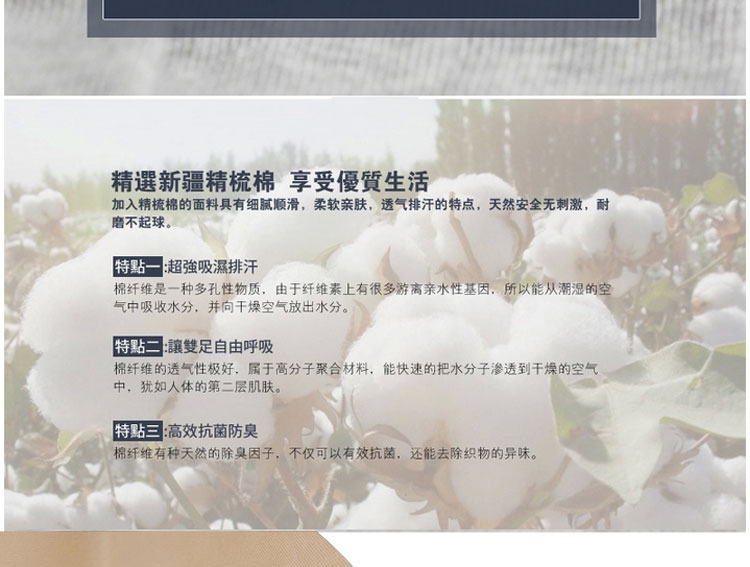 精選新疆精梳棉 享受優質生活
加入精梳棉的面料具有细腻顺滑，柔软亲肤，透气排汗的特点，天然安全无刺激，耐
磨不起球。
特點一:超強吸濕排汗
棉纤维是一种多孔性物质，由于纤维素上有很多游离亲水性基因，所以能从潮湿的空
气中吸收水分，并向干燥空气放出水分。
特點二:讓雙足自由呼吸
棉纤维的透气性极好，属于高分子聚合材料，能快速的把水分子渗透到干燥的空气
中，犹如人体的第二层肌肤。
特點三:高效抗菌防臭
棉纤维有种天然的除臭因子，不仅可以有效抗菌，还能去除织物的异味。